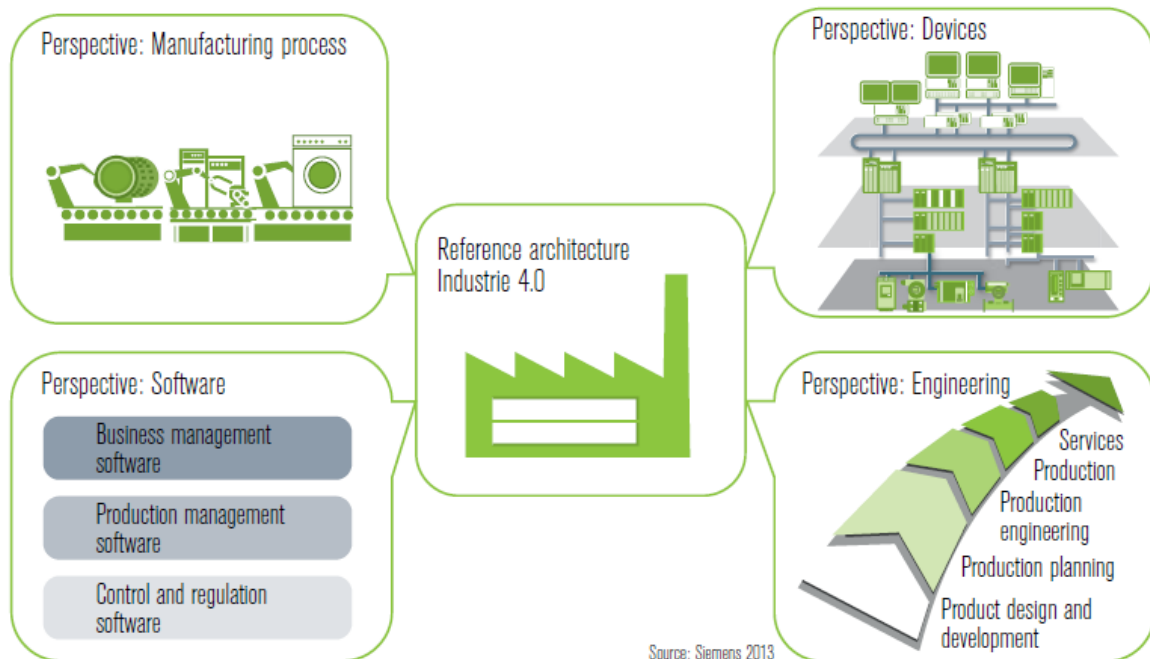 Perspective: Manufacturing process
Perspective: Devices
Reference architecture
Industrie 4.0
Perspective: Software
Business management
software
Production management
software
Control and regulation
software
Perspective: Engineering
Services
Production
Production
engineering
Production planning
Product design and
development
Source: Siemens 2013